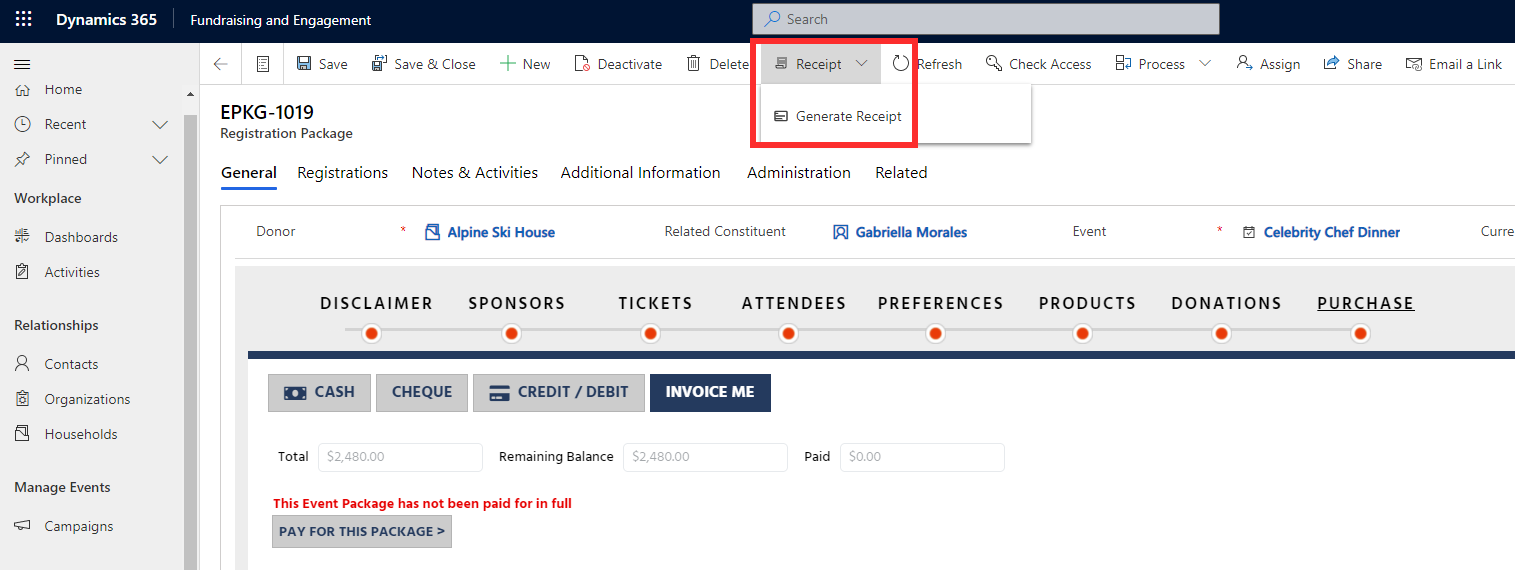 Dynamics 365 Fundraising and Engagement Search
Save Save & Close New Deactivate Delete Receipt Refresh Check Access Process Assign Share Email a Link
Generate Receipt
Home
Recent
Pinned
Workplace
Dashboards
Activities
Relationships
Contacts
Organizations
Households
Manage Events
Campaigns
EPKG-1019
Registration Package
General Registrations Notes & Activities Additional Information Administration Related
Donor * Alpine Ski House Related Constituent Gabriella Morales Event * Celebrity Chef Dinner Curre
DISCLAIMER SPONSORS TICKETS ATTENDEES PREFERENCES PRODUCTS DONATIONS PURCHASE
CASH CHEQUE CREDIT / DEBIT INVOICE ME
Total $2,480.00 Remaining Balance $2,480.00 Paid $0.00
This Event Package has not been paid for in full
PAY FOR THIS PACKAGE >